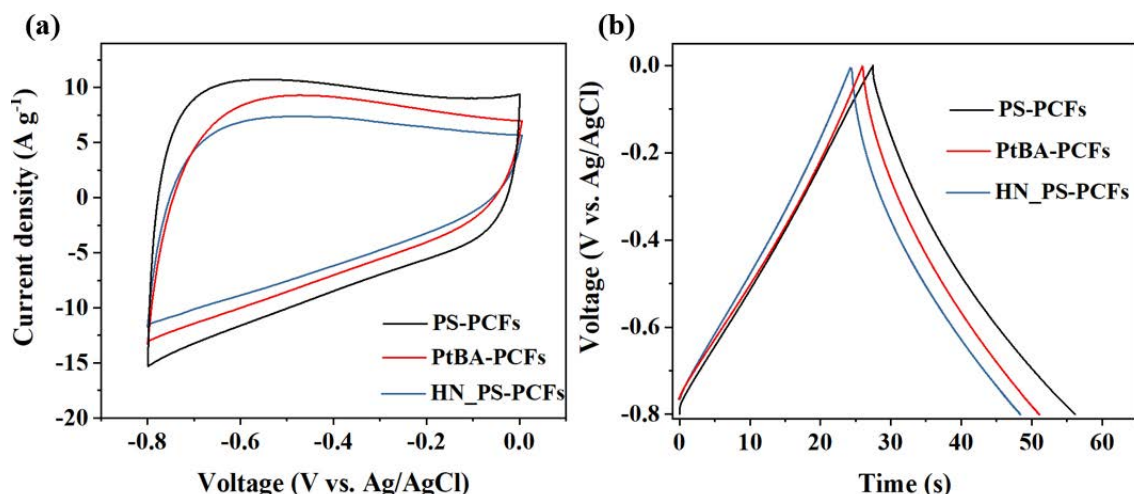 (a)
Current density (A g⁻¹)
10
5
0
-5
-10
-15
-20
PS-PCFs
PtBA-PCFs
HN_PS-PCFs
-0.8
-0.6
-0.4
-0.2
0.0
Voltage (V vs. Ag/AgCl)
(b)
Voltage (V vs. Ag/AgCl)
0.0
-0.2
-0.4
-0.6
-0.8
PS-PCFs
PtBA-PCFs
HN_PS-PCFs
0
10
20
30
40
50
60
Time (s)